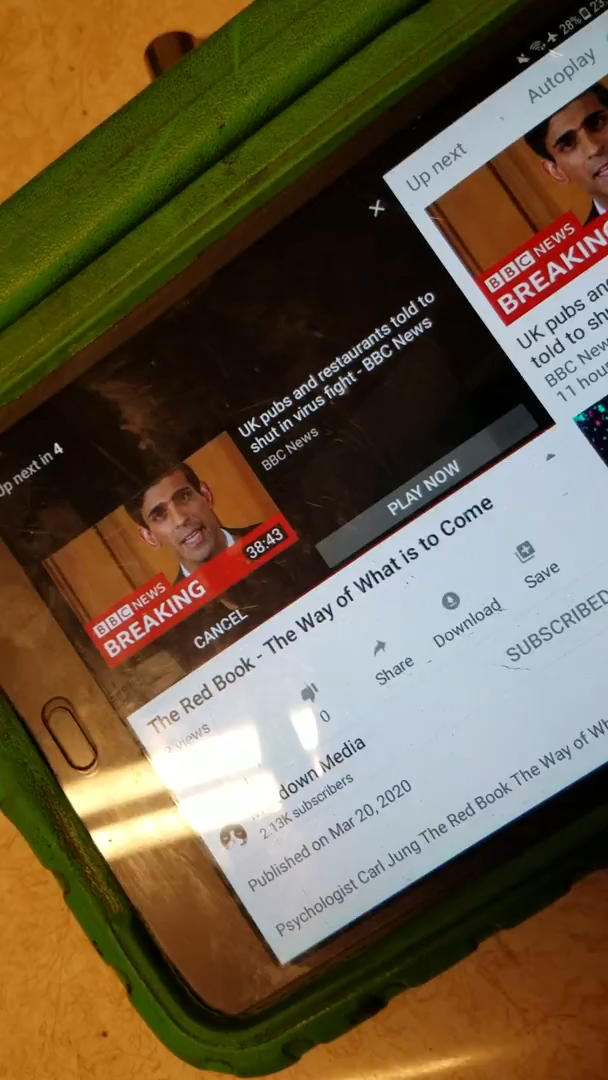 28%
Autoplay
Up next
BBC NEWS
BREAKING
UK pubs and
told to shu
BBC News
11 hour
Up next in 4
UK pubs and restaurants told to
shut in virus fight - BBC News
BBC News
38:43
BBC NEWS
BREAKING
CANCEL
PLAY NOW
The Red Book - The Way of What is to Come
views
0
Share
Download
Save
down Media
2.13K subscribers
SUBSCRIBED
Published on Mar 20, 2020
Psychologist Carl Jung The Red Book The Way of Wh